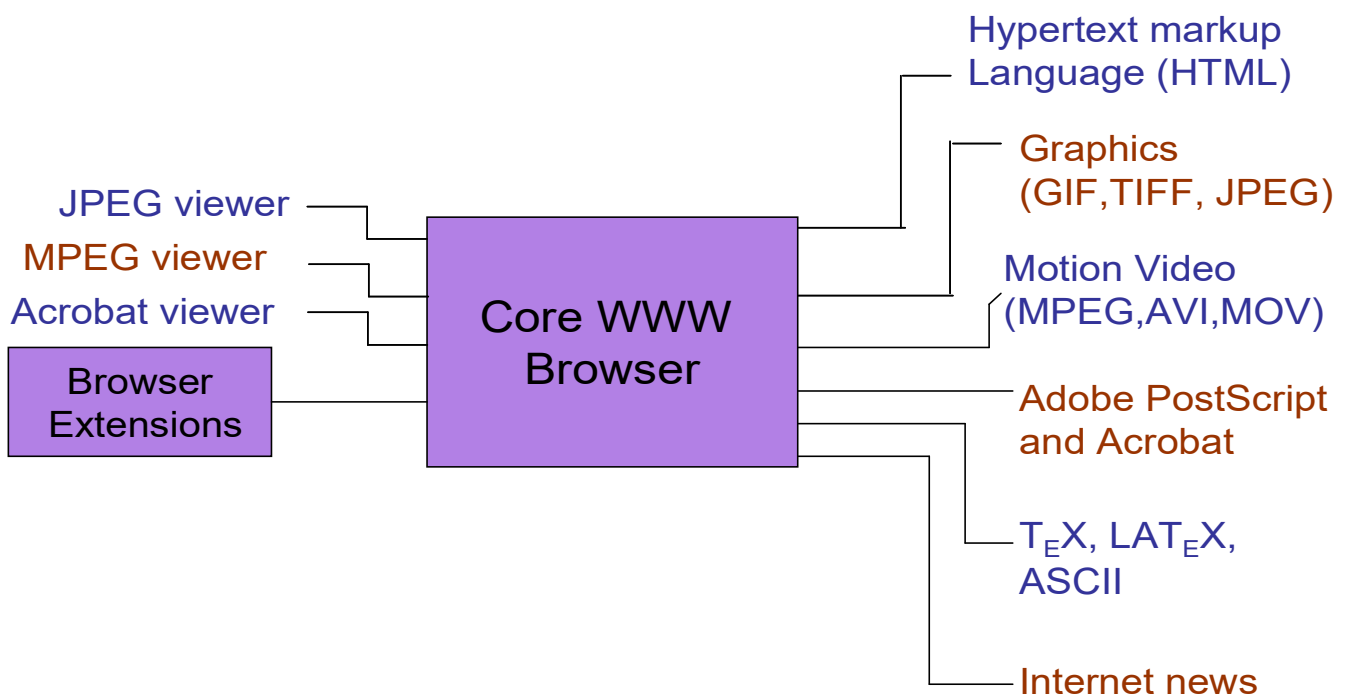 Hypertext markup
Language (HTML)
Graphics
(GIF,TIFF, JPEG)
JPEG viewer
MPEG viewer
Acrobat viewer
Browser
Extensions
Core WWW
Browser
Motion Video
(MPEG,AVI,MOV)
Adobe PostScript
and Acrobat
TEX, LATEX,
ASCII
Internet news